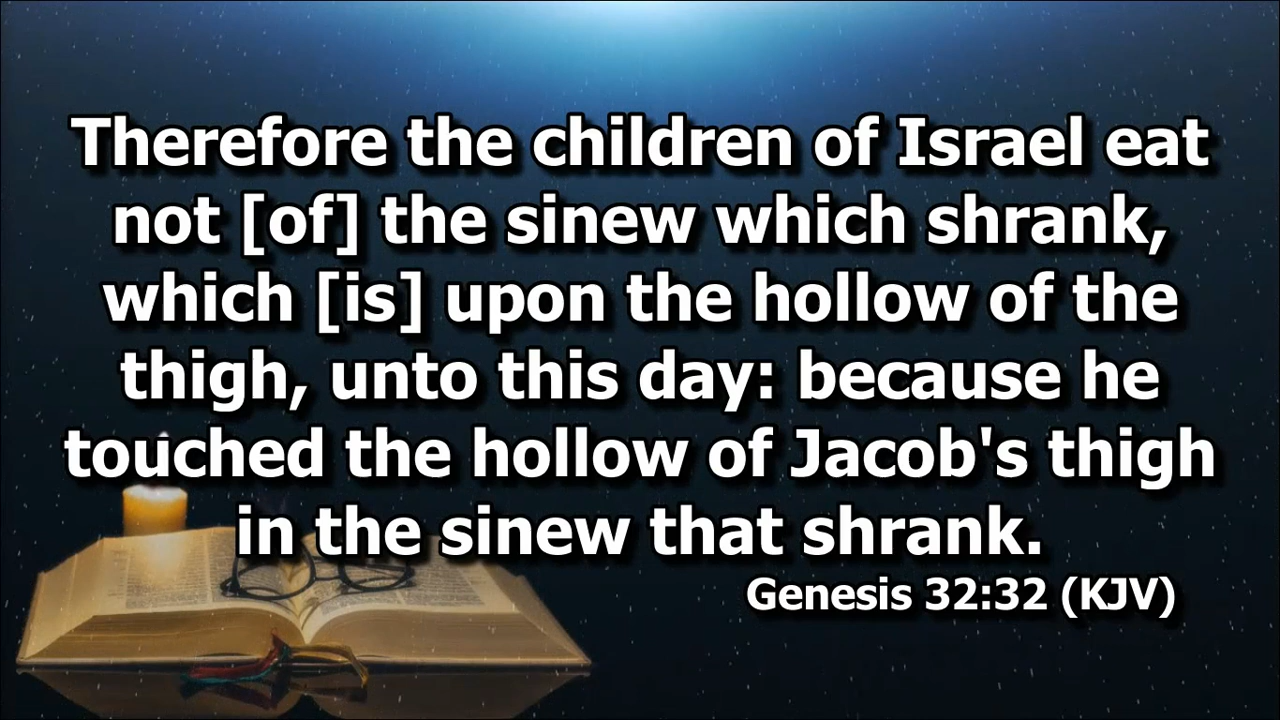 Therefore the children of Israel eat
not [of] the sinew which shrank,
which [is] upon the hollow of the
thigh, unto this day: because he
touched the hollow of Jacob's thigh
in the sinew that shrank.
Genesis 32:32 (KJV)